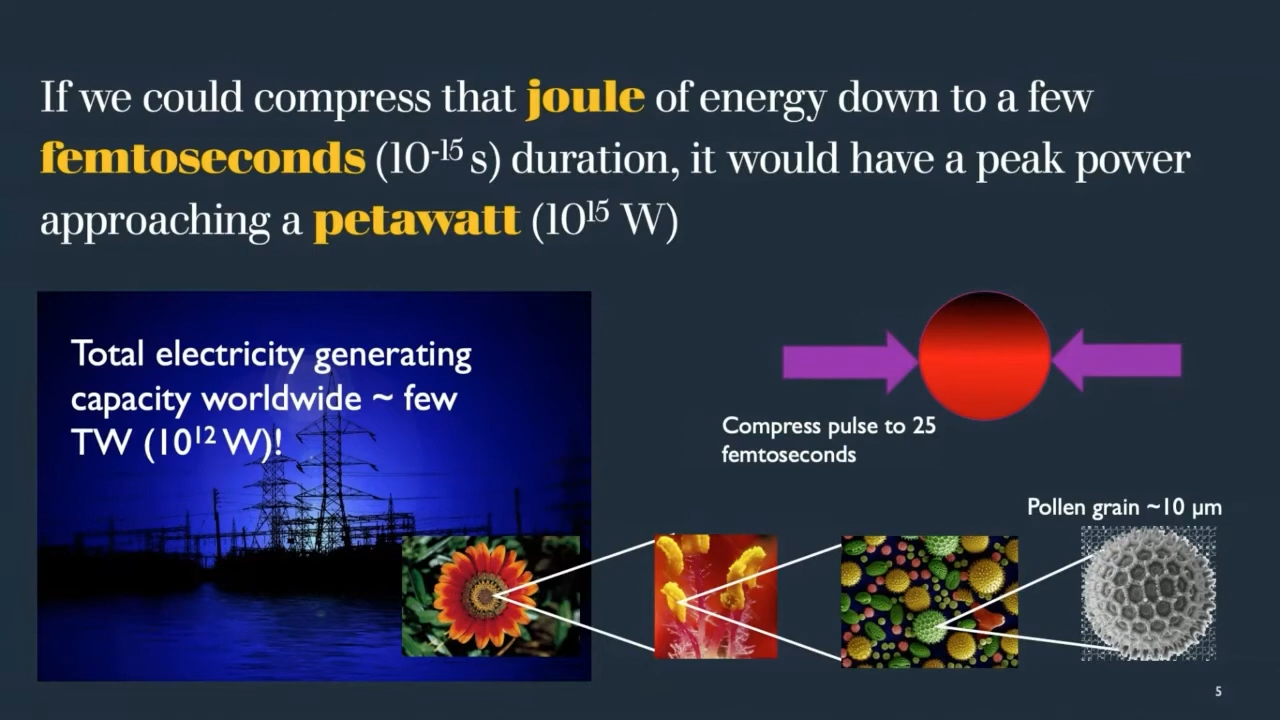 If we could compress that joule of energy down to a few
femtoseconds (10⁻¹⁵ s) duration, it would have a peak power
approaching a petawatt (10¹⁵ W)
Total electricity generating
capacity worldwide ~ few
TW (10¹² W)!
Compress pulse to 25
femtoseconds
Pollen grain ~10 µm
5